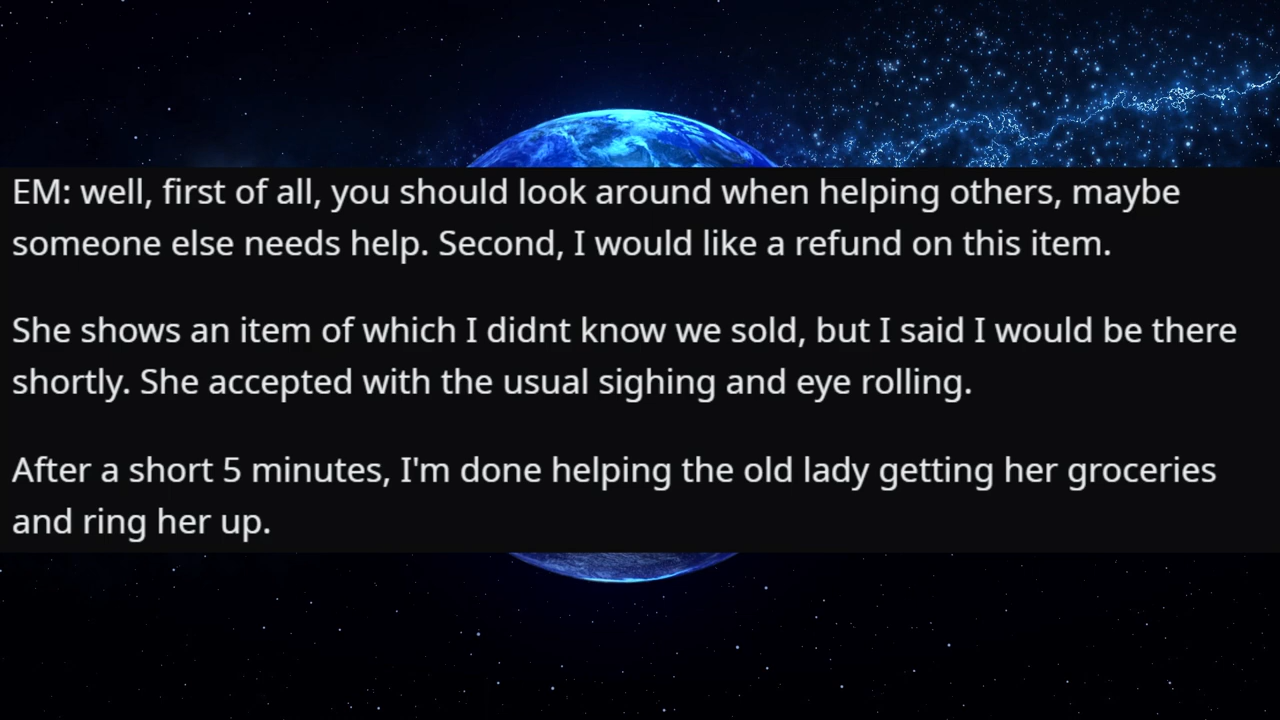 EM: well, first of all, you should look around when helping others, maybe
someone else needs help. Second, I would like a refund on this item.
She shows an item of which I didnt know we sold, but I said I would be there
shortly. She accepted with the usual sighing and eye rolling.
After a short 5 minutes, I'm done helping the old lady getting her groceries
and ring her up.